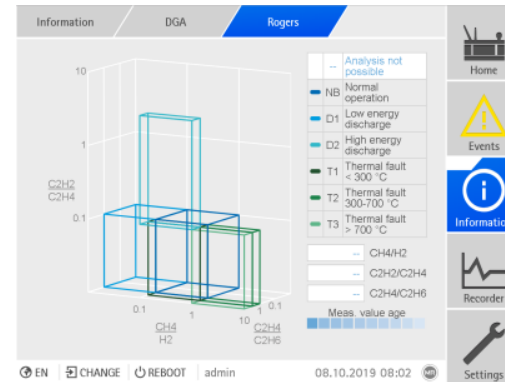 Information DGA Rogers
10
1
0.1
C2H2
C2H4
0.1
1
10
1
0.1
CH4
H2
C2H4
C2H6
-- Analysis not
possible
NB Normal
operation
D1 Low energy
discharge
D2 High energy
discharge
T1 Thermal fault
< 300 °C
T2 Thermal fault
300-700 °C
T3 Thermal fault
> 700 °C
-- CH4/H2
-- C2H2/C2H4
-- C2H4/C2H6
Meas. value age
Home
Events
Information
Recorder
Settings
EN CHANGE REBOOT admin 08.10.2019 08:02